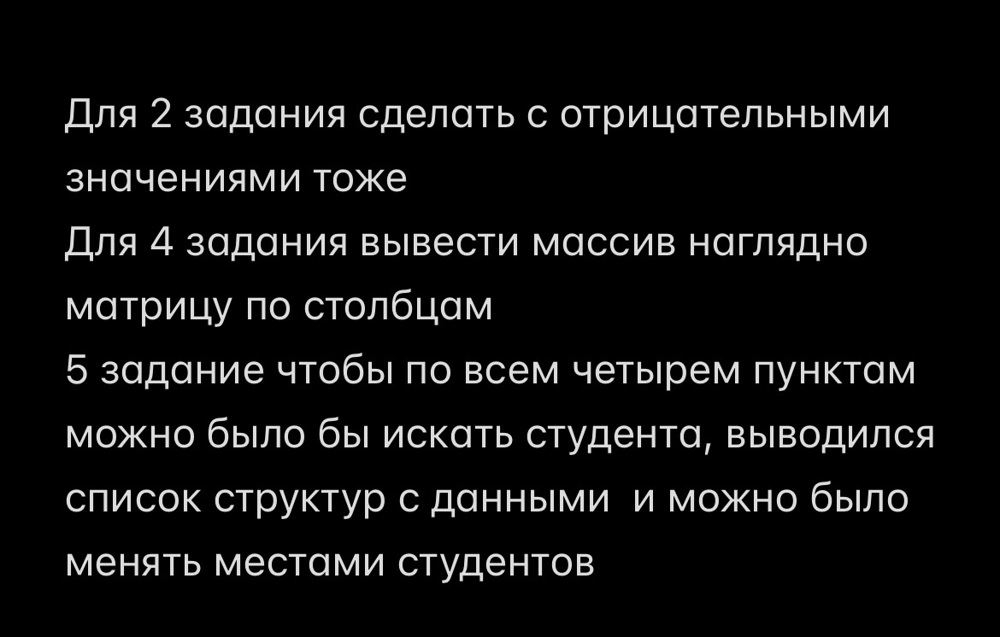 Для 2 задания сделать с отрицательными
значениями тоже
Для 4 задания вывести массив наглядно
матрицу по столбцам
5 задание чтобы по всем четырем пунктам
можно было бы искать студента, выводился
список структур с данными  и можно было
менять местами студентов